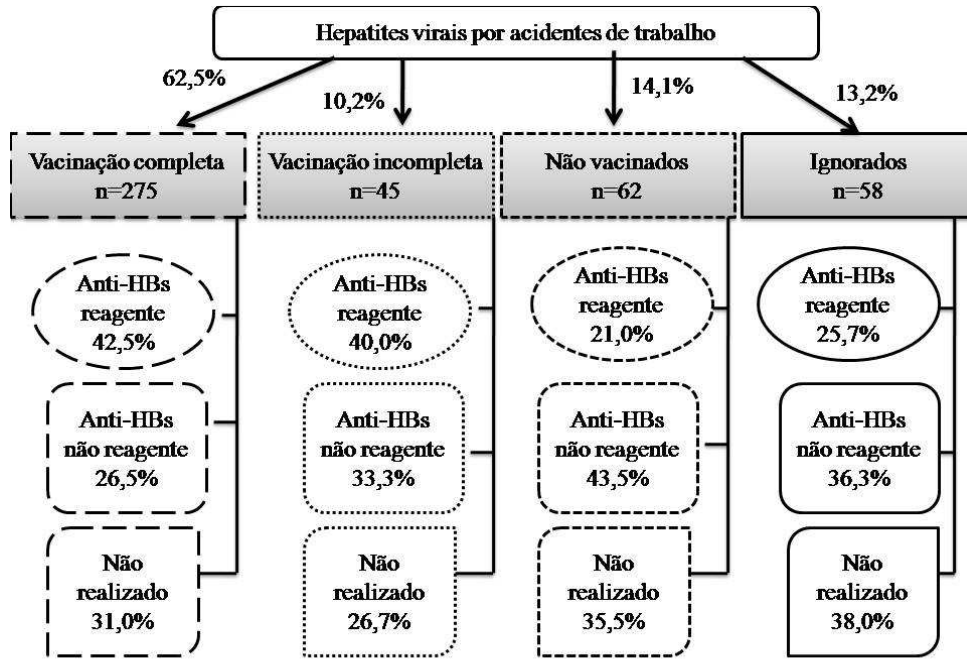 Hepatites virais por acidentes de trabalho
62,5%
10,2%
14,1%
13,2%
Vacinação completa
n=275
Vacinação incompleta
n=45
Não vacinados
n=62
Ignorados
n=58
Anti-HBs
reagente
42,5%
Anti-HBs
reagente
40,0%
Anti-HBs
reagente
21,0%
Anti-HBs
reagente
25,7%
Anti-HBs
não reagente
26,5%
Anti-HBs
não reagente
33,3%
Anti-HBs
não reagente
43,5%
Anti-HBs
não reagente
36,3%
Não
realizado
31,0%
Não
realizado
26,7%
Não
realizado
35,5%
Não
realizado
38,0%